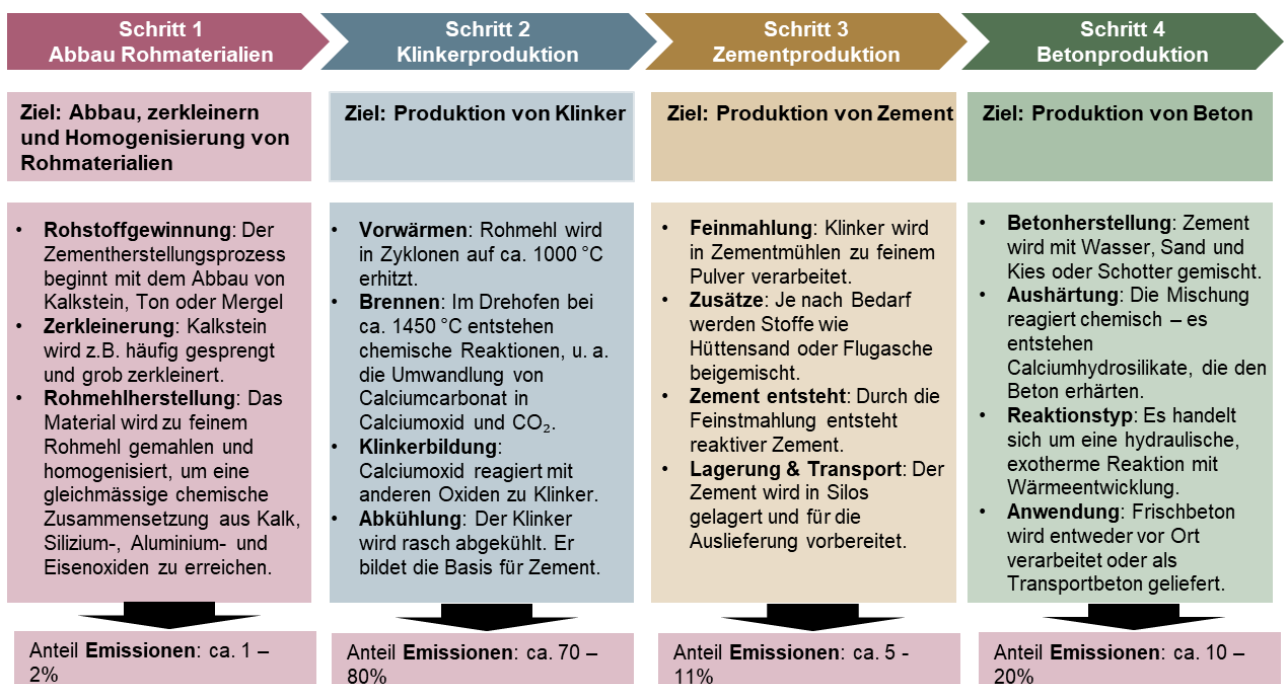 Schritt 1
Abbau Rohmaterialien
Schritt 2
Klinkerproduktion
Schritt 3
Zementproduktion
Schritt 4
Betonproduktion
Ziel: Abbau, zerkleinern
und Homogenisierung von
Rohmaterialien
Ziel: Produktion von Klinker
Ziel: Produktion von Zement
Ziel: Produktion von Beton
• Rohstoffgewinnung: Der
Zementherstellungsprozess
beginnt mit dem Abbau von
Kalkstein, Ton oder Mergel
• Zerkleinerung: Kalkstein
wird z.B. häufig gesprengt
und grob zerkleinert.
• Rohmehlherstellung: Das
Material wird zu feinem
Rohmehl gemahlen und
homogenisiert, um eine
gleichmässige chemische
Zusammensetzung aus Kalk,
Silizium-, Aluminium- und
Eisenoxiden zu erreichen.
• Vorwärmen: Rohmehl wird
in Zyklonen auf ca. 1000 °C
erhitzt.
• Brennen: Im Drehofen bei
ca. 1450 °C entstehen
chemische Reaktionen, u. a.
die Umwandlung von
Calciumcarbonat in
Calciumoxid und CO₂.
• Klinkerbildung:
Calciumoxid reagiert mit
anderen Oxiden zu Klinker.
• Abkühlung: Der Klinker
wird rasch abgekühlt. Er
bildet die Basis für Zement.
• Feinmahlung: Klinker wird
in Zementmühlen zu feinem
Pulver verarbeitet.
• Zusätze: Je nach Bedarf
werden Stoffe wie
Hüttensand oder Flugasche
beigemischt.
• Zement entsteht: Durch die
Feinstmahlung entsteht
reaktiver Zement.
• Lagerung & Transport: Der
Zement wird in Silos
gelagert und für die
Auslieferung vorbereitet.
• Betonherstellung: Zement
wird mit Wasser, Sand und
Kies oder Schotter gemischt.
• Aushärtung: Die Mischung
reagiert chemisch – es
entstehen
Calciumhydrosilikate, die den
Beton erhärten.
• Reaktionstyp: Es handelt
sich um eine hydraulische,
exotherme Reaktion mit
Wärmeentwicklung.
• Anwendung: Frischbeton
wird entweder vor Ort
verarbeitet oder als
Transportbeton geliefert.
Anteil Emissionen: ca. 1 –
2%
Anteil Emissionen: ca. 70 –
80%
Anteil Emissionen: ca. 5 -
11%
Anteil Emissionen: ca. 10 –
20%